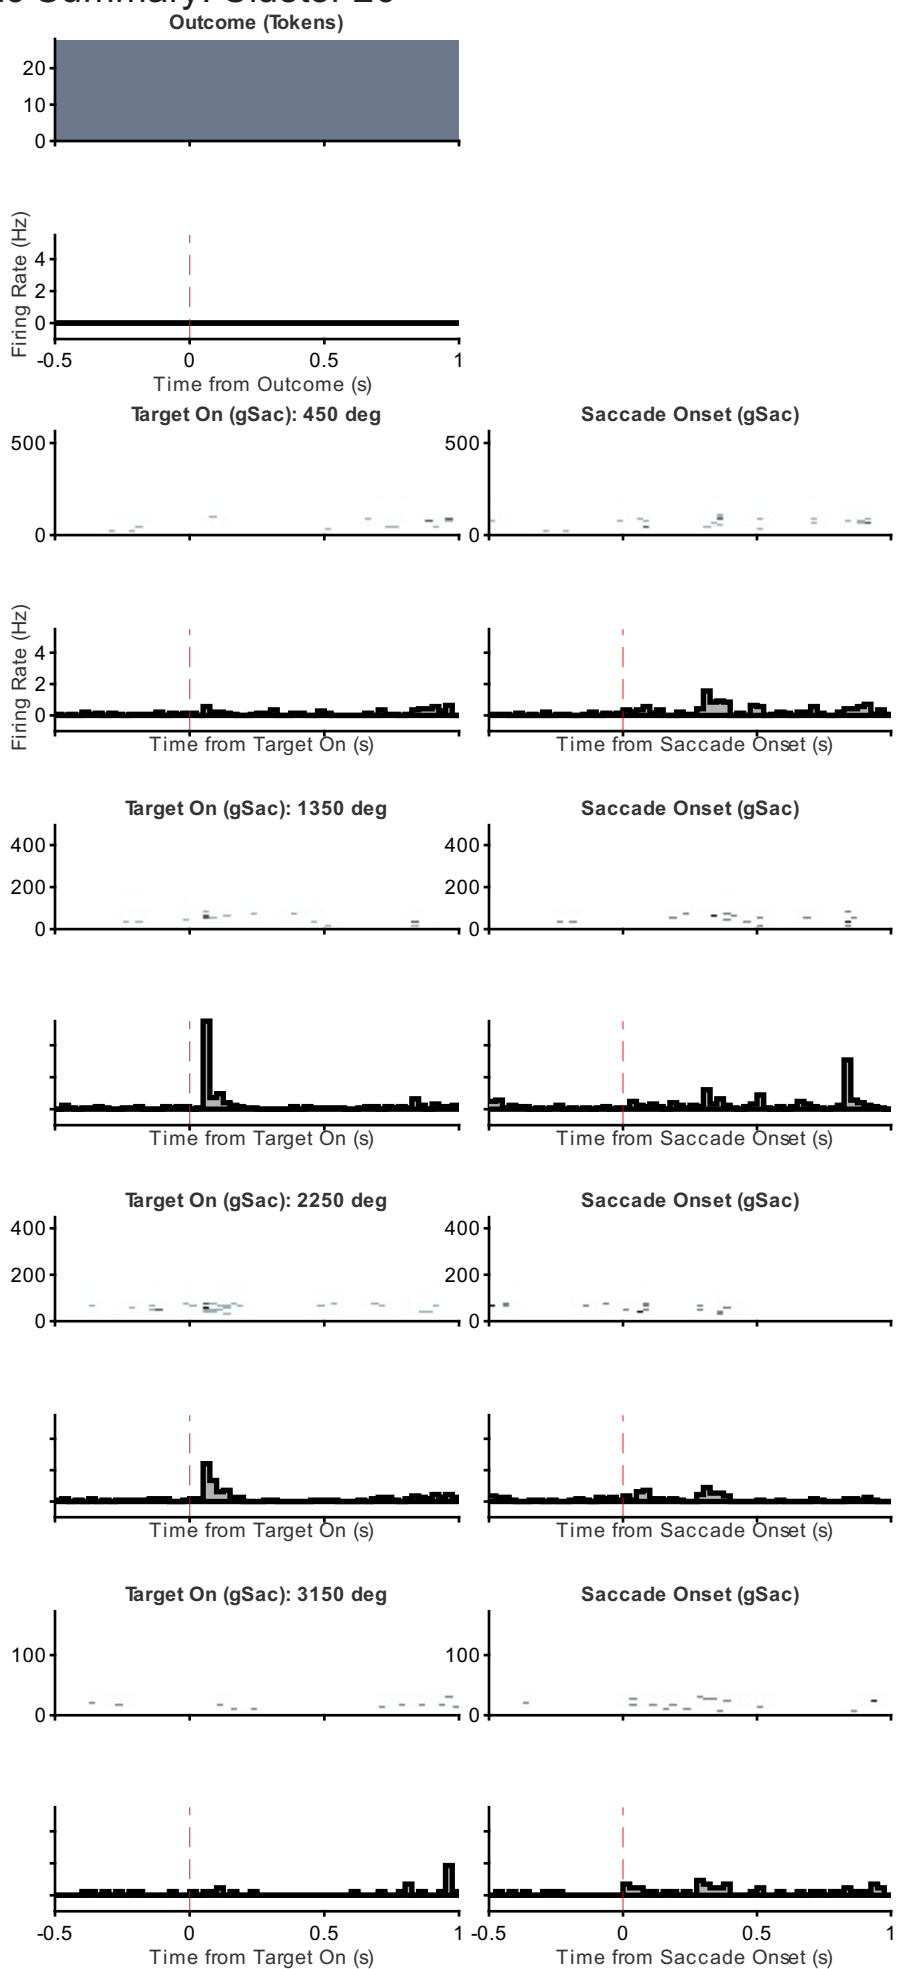 Summary: Cluster
Outcome (Tokens)
20
10
0
Firing Rate (Hz)
4
2
0
-0.5 0 0.5 1
Time from Outcome (s)
Target On (gSac): 450 deg Saccade Onset (gSac)
500 500
0 0
Firing Rate (Hz)
4
2
0
Time from Target On (s) Time from Saccade Onset (s)
Target On (gSac): 1350 deg Saccade Onset (gSac)
400 400
200 200
0 0
Time from Target On (s) Time from Saccade Onset (s)
Target On (gSac): 2250 deg Saccade Onset (gSac)
400 400
200 200
0 0
Time from Target On (s) Time from Saccade Onset (s)
Target On (gSac): 3150 deg Saccade Onset (gSac)
100 100
0 0
-0.5 0 0.5 1 -0.5 0 0.5 1
Time from Target On (s) Time from Saccade Onset (s)